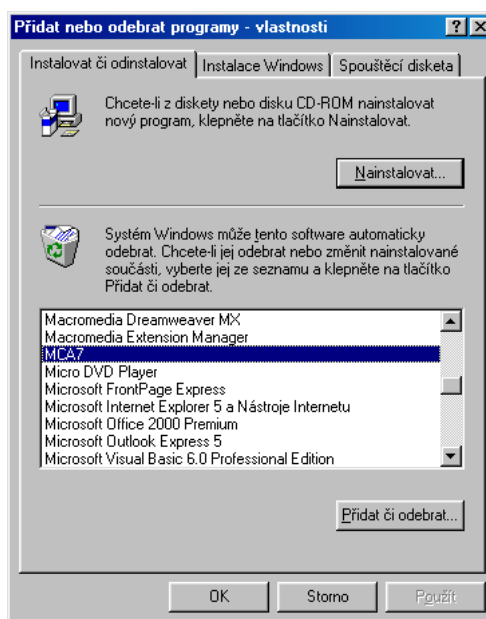 Přidat nebo odebrat programy - vlastnosti
Instalovat či odinstalovat
Instalace Windows
Spouštěcí disketa
Chcete-li z diskety nebo disku CD-ROM nainstalovat
nový program, klepněte na tlačítko Nainstalovat.
Nainstalovat...
Systém Windows může tento software automaticky
odebrat. Chcete-li jej odebrat nebo změnit nainstalované
součásti, vyberte jej ze seznamu a klepněte na tlačítko
Přidat či odebrat.
Macromedia Dreamweaver MX
Macromedia Extension Manager
MCA7
Micro DVD Player
Microsoft FrontPage Express
Microsoft Internet Explorer 5 a Nástroje Internetu
Microsoft Office 2000 Premium
Microsoft Outlook Express 5
Microsoft Visual Basic 6.0 Professional Edition
Přidat či odebrat...
OK
Storno
Použít